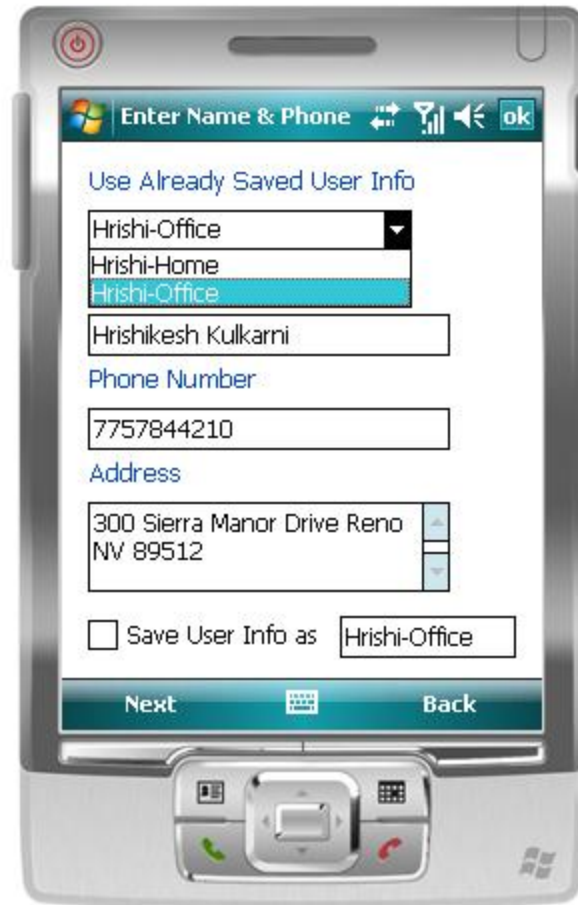 Enter Name & Phone ok
Use Already Saved User Info
Hrishi-Office
Hrishi-Home
Hrishi-Office
Hrishikesh Kulkarni
Phone Number
7757844210
Address
300 Sierra Manor Drive Reno
NV 89512
Save User Info as Hrishi-Office
Next Back